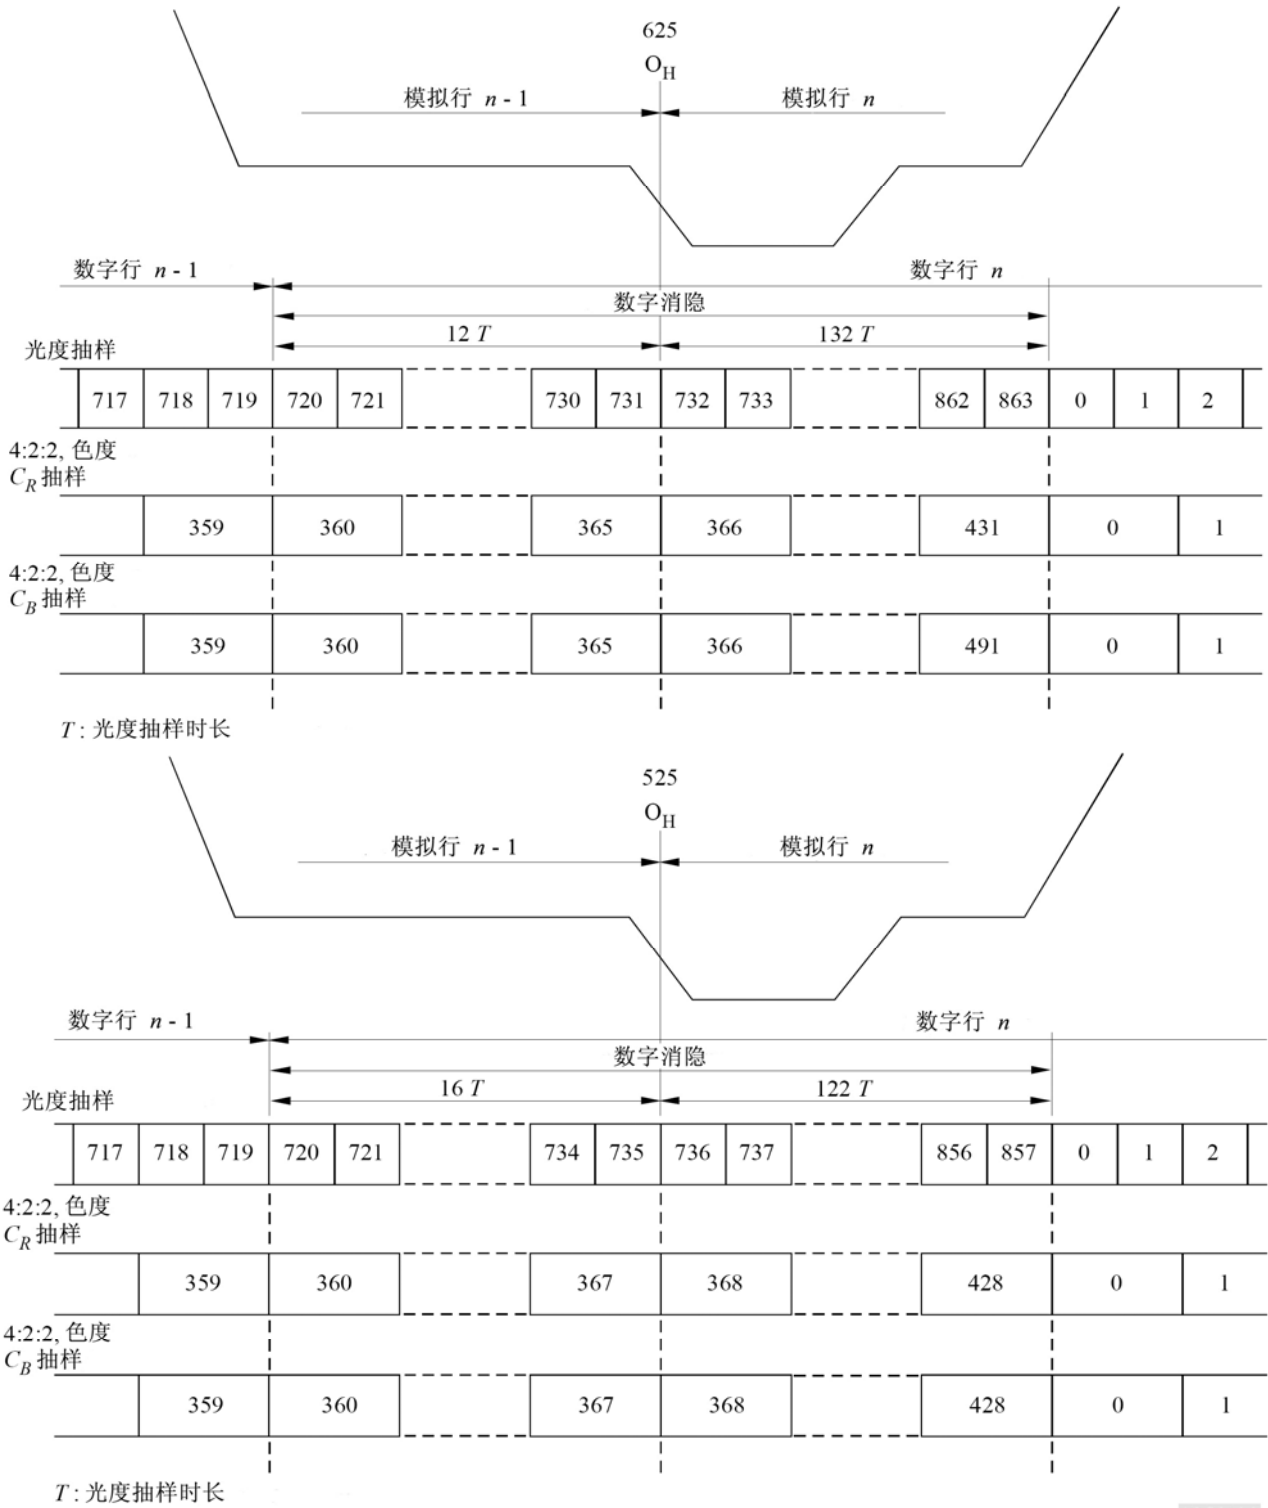 625
O_H
模拟行 n - 1 模拟行 n
数字行 n - 1 数字行 n
数字消隐
12 T 132 T
光度抽样
717 718 719 720 721 730 731 732 733 862 863 0 1 2
4:2:2, 色度
C_R 抽样
359 360 365 366 431 0 1
4:2:2, 色度
C_B 抽样
359 360 365 366 491 0 1
T : 光度抽样时长
525
O_H
模拟行 n - 1 模拟行 n
数字行 n - 1 数字行 n
数字消隐
16 T 122 T
光度抽样
717 718 719 720 721 734 735 736 737 856 857 0 1 2
4:2:2, 色度
C_R 抽样
359 360 367 368 428 0 1
4:2:2, 色度
C_B 抽样
359 360 367 368 428 0 1
T : 光度抽样时长